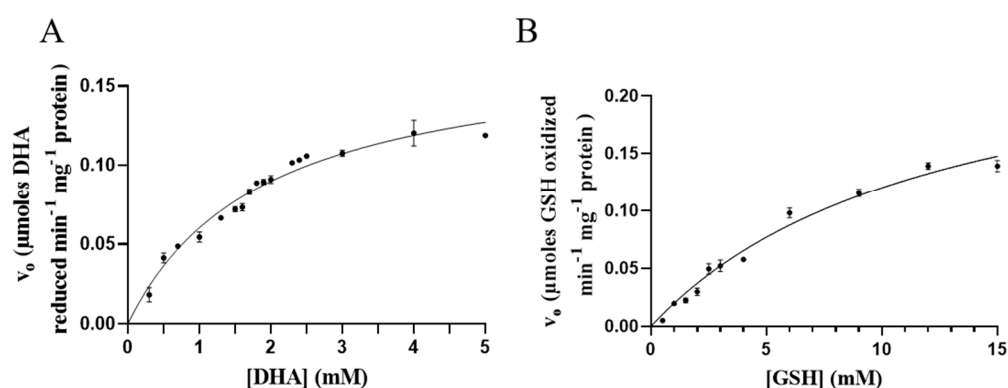 A
v₀ (µmoles DHA
reduced min⁻¹ mg⁻¹ protein )
0.15
0.10
0.05
0.00
0
1
2
3
4
5
[DHA] (mM)
B
v₀ (µmoles GSH oxidized
min⁻¹ mg⁻¹ protein )
0.20
0.15
0.10
0.05
0.00
0
5
10
15
[GSH] (mM)